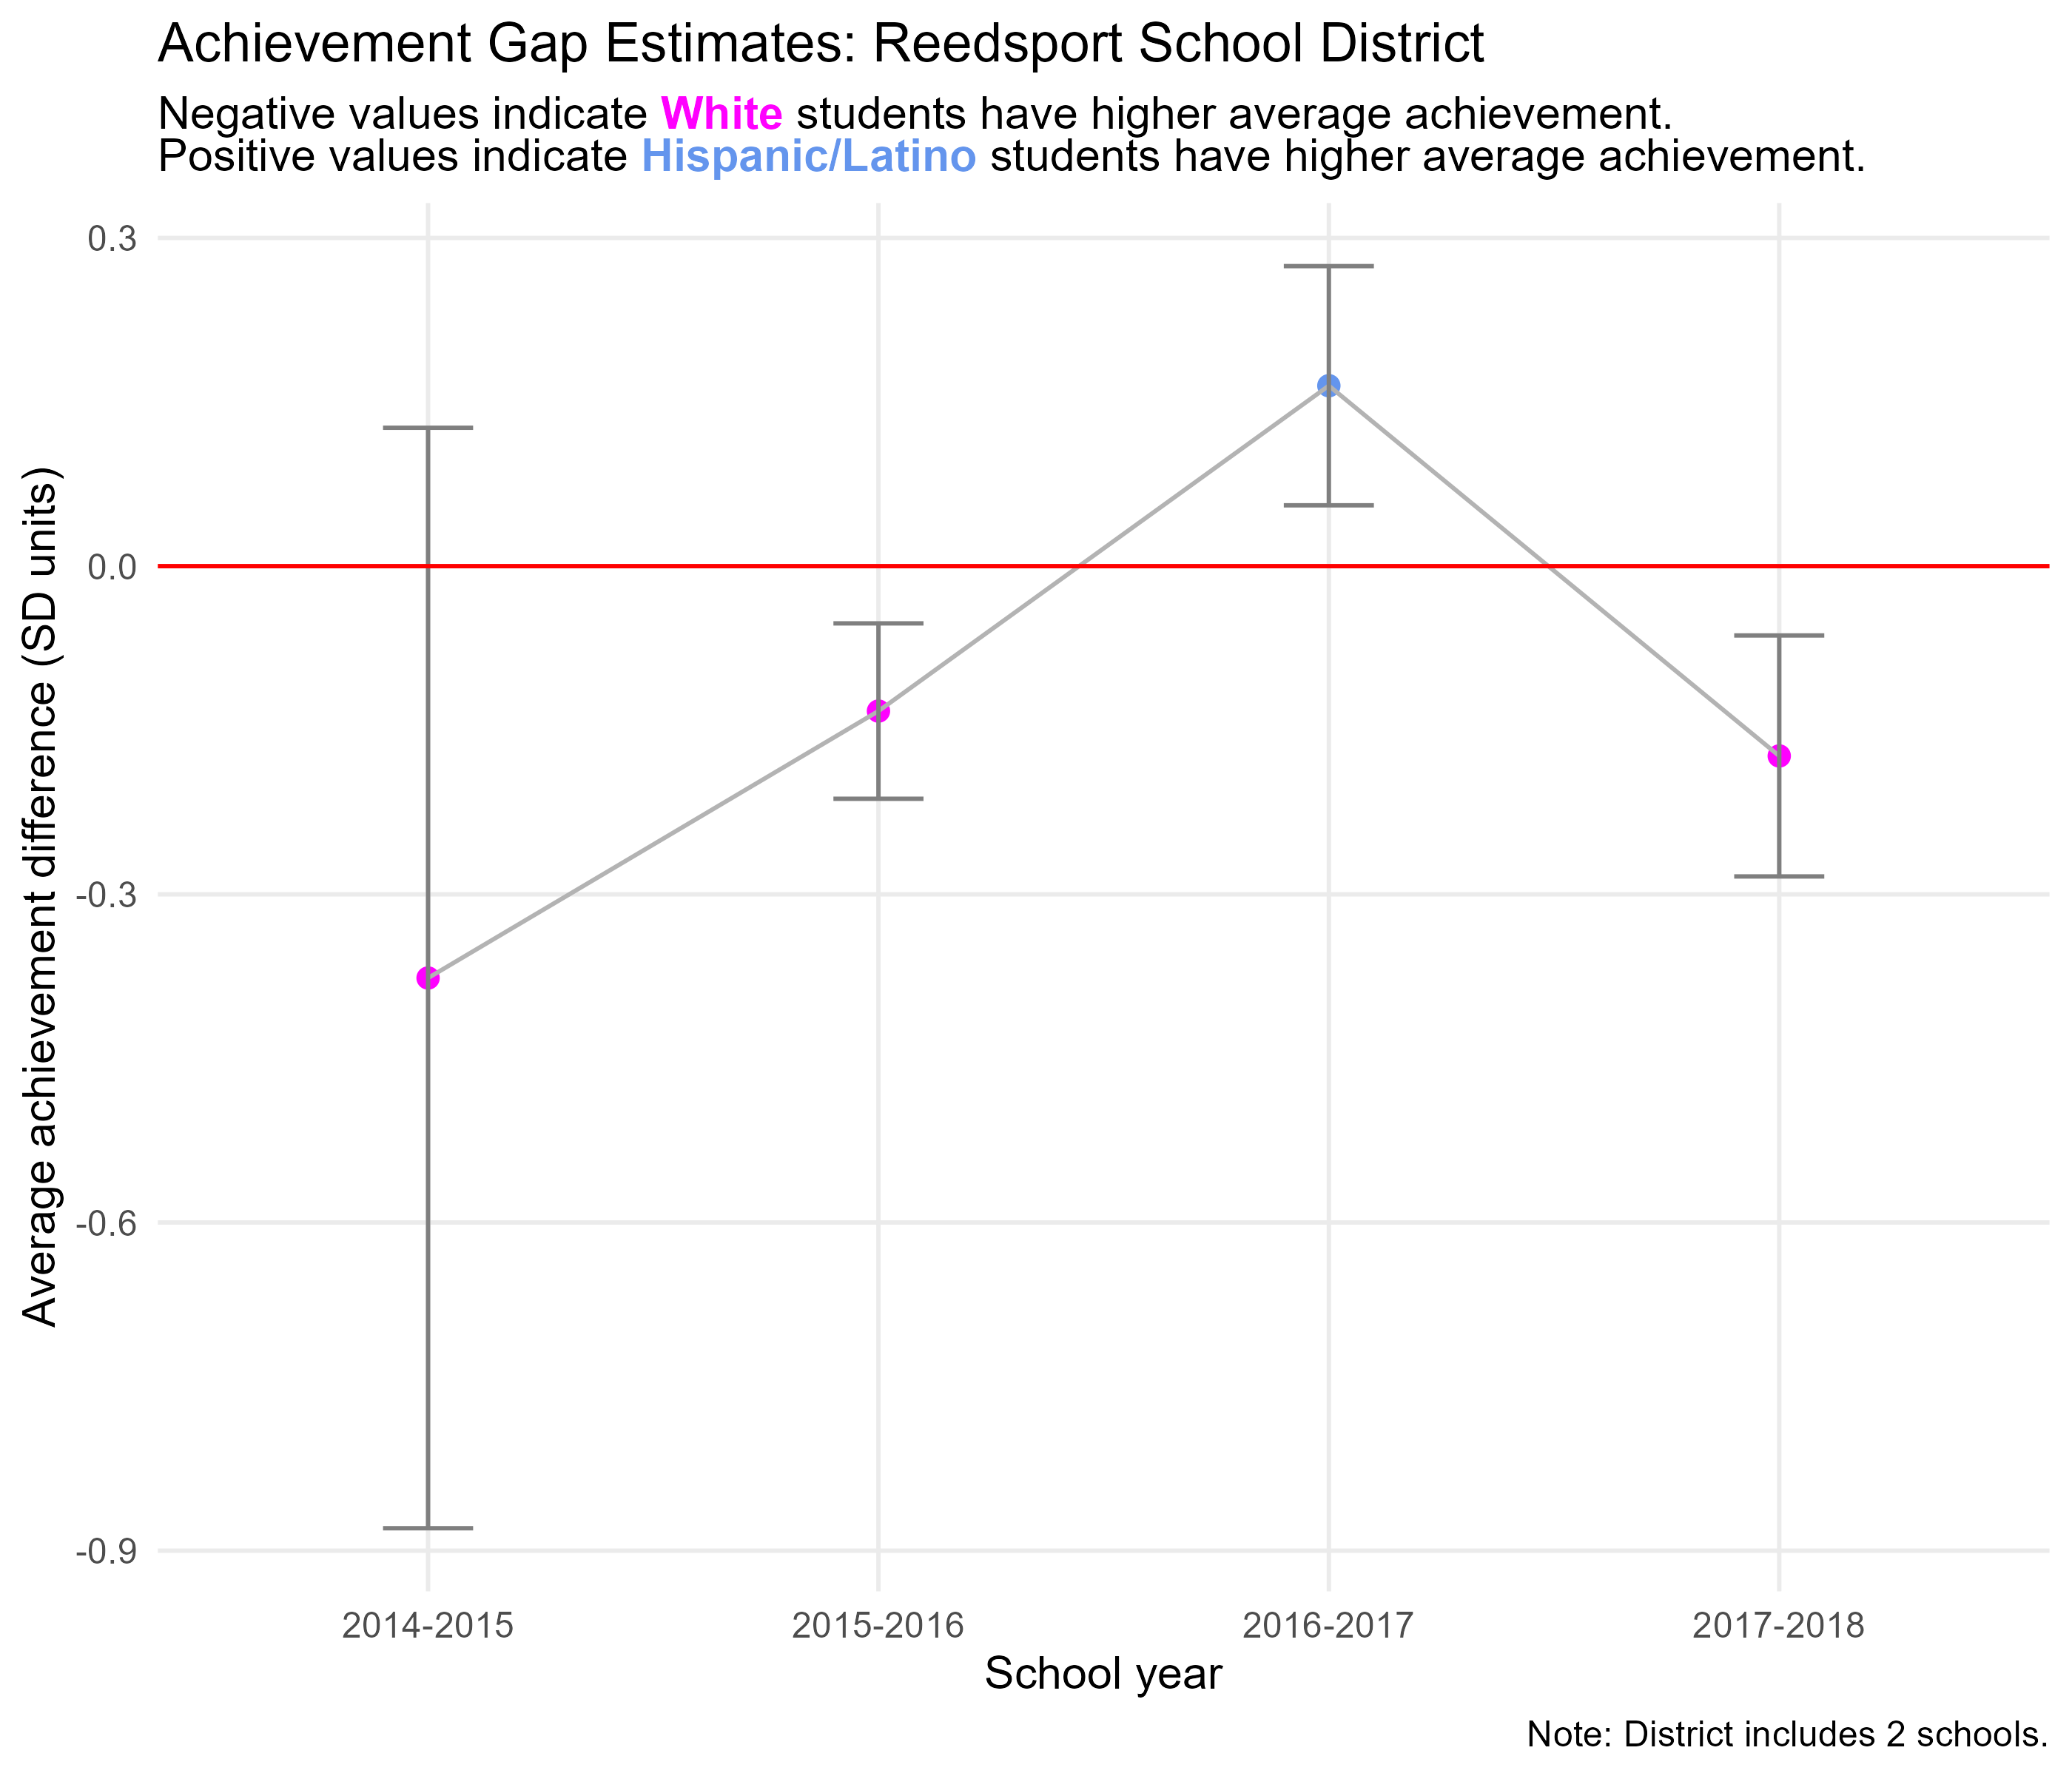 Achievement Gap Estimates: Reedsport School District
Negative values indicate White students have higher average achievement.
Positive values indicate Hispanic/Latino students have higher average achievement.
Average achievement difference (SD units)
0.3
0.0
-0.3
-0.6
-0.9
2014-2015
2015-2016
2016-2017
2017-2018
School year
Note: District includes 2 schools.